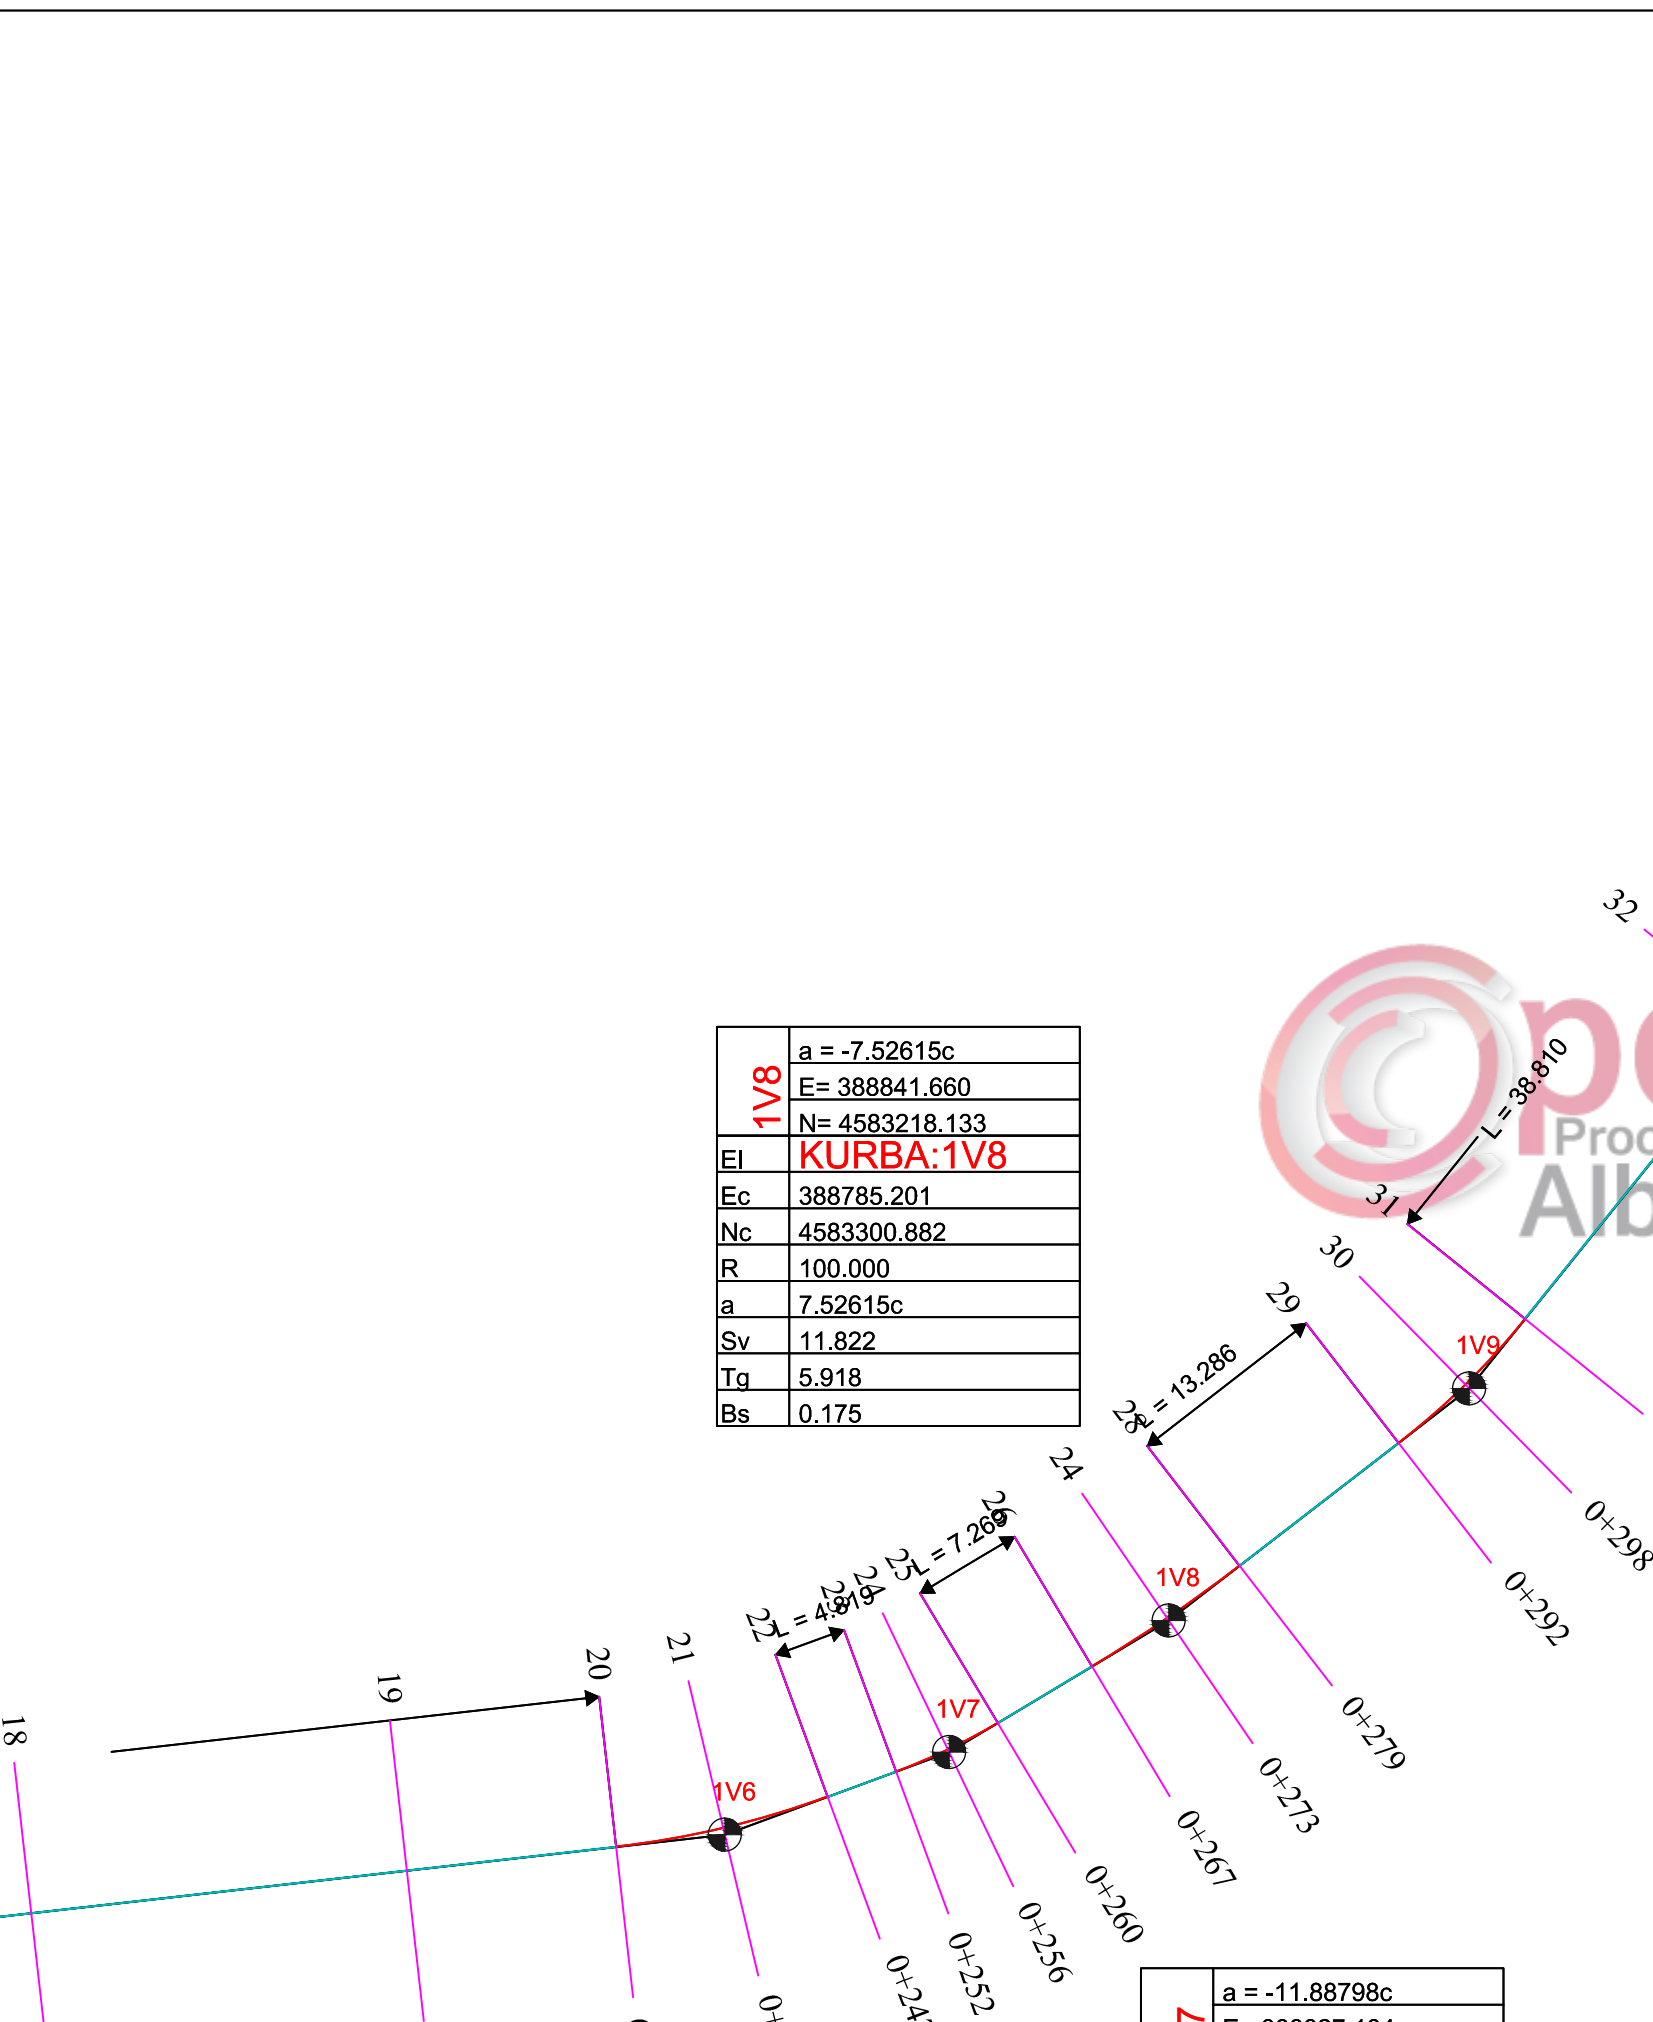 32
L = 38.810
31
30
29
1V9
L = 13.286
28
24
26
L = 7.269
25
24
23
L = 4.819
22
21
20
19
18
1V8
1V7
1V6
0+298
0+292
0+279
0+273
0+267
0+260
0+256
0+252
1V8
a = -7.52615c
E= 388841.660
N= 4583218.133
El KURBA:1V8
Ec 388785.201
Nc 4583300.882
R 100.000
a 7.52615c
Sv 11.822
Tg 5.918
Bs 0.175
a = -11.88798c